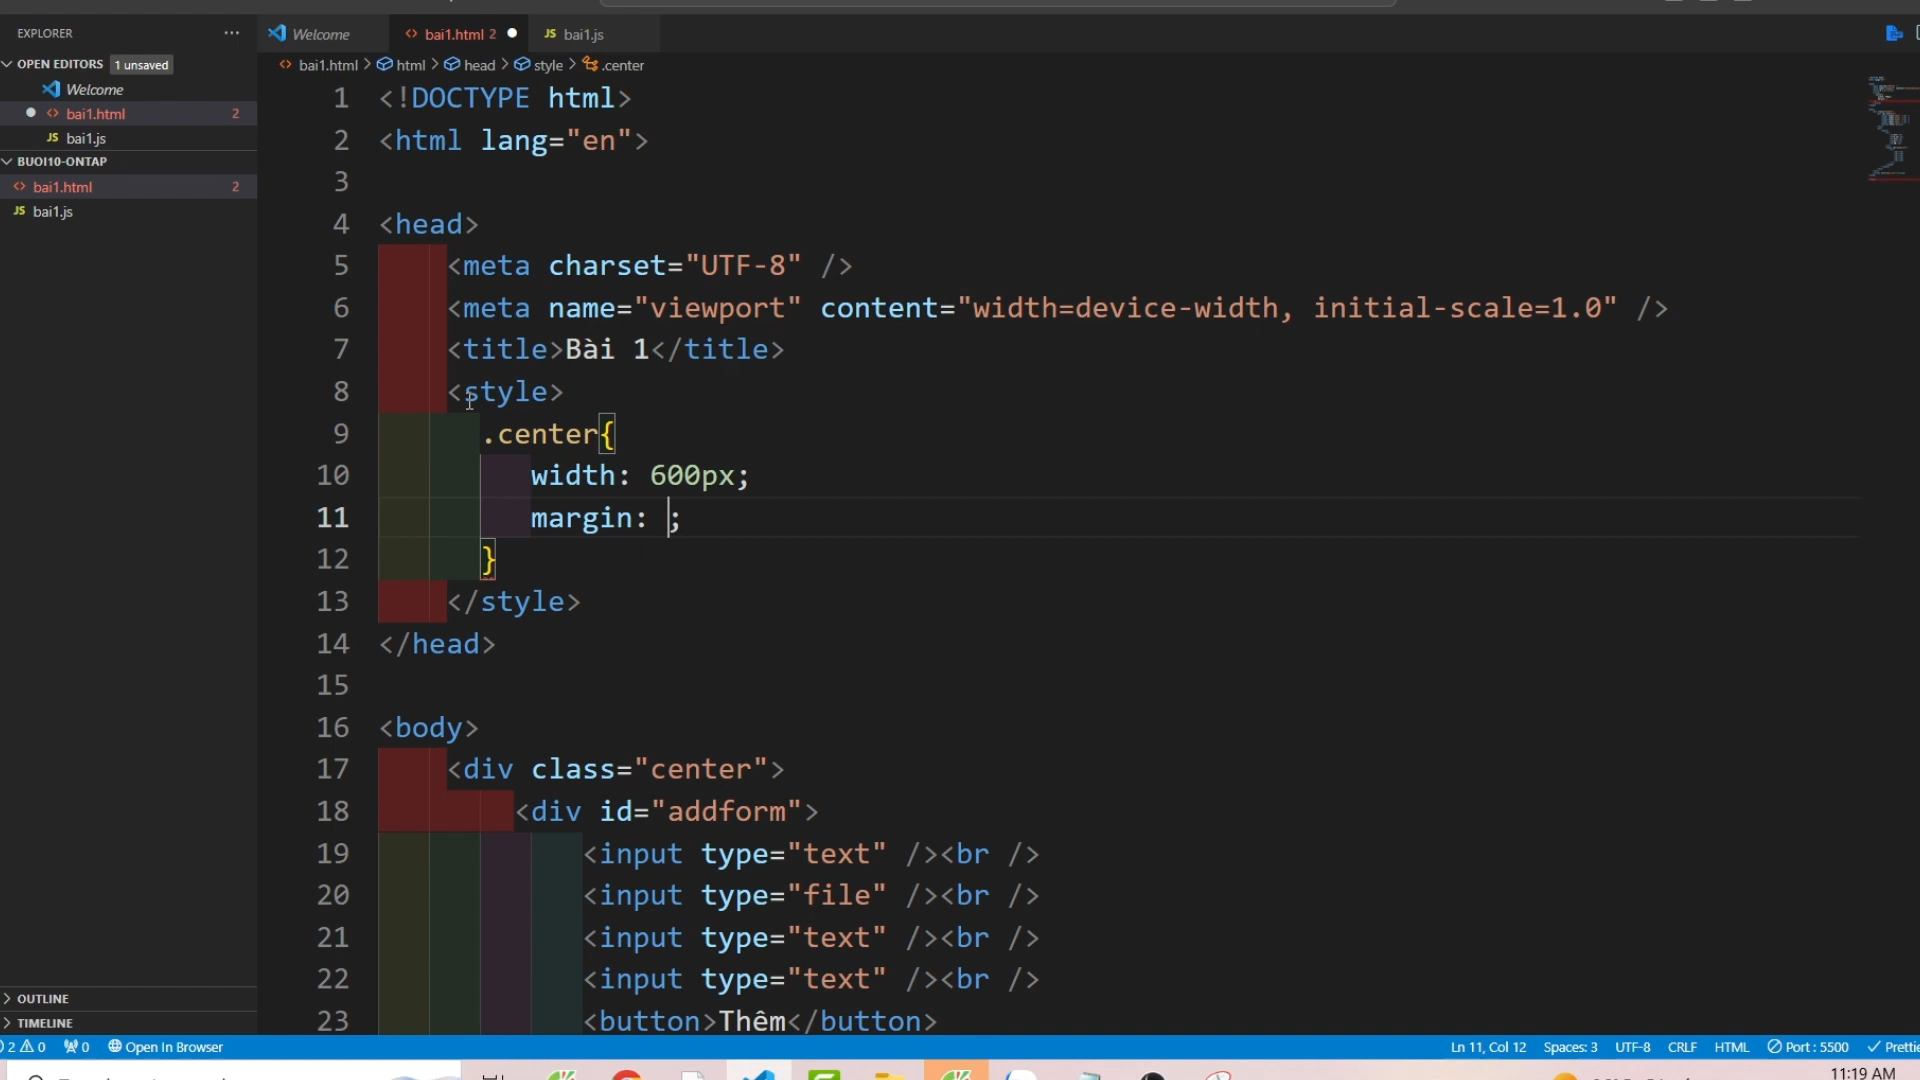 EXPLORER
OPEN EDITORS 1 unsaved
Welcome
bai1.html 2
JS bai1.js
BUOI10-ONTAP
bai1.html 2
JS bai1.js
OUTLINE
TIMELINE
Welcome bai1.html 2 JS bai1.js
bai1.html > html > head > style > .center
1 <!DOCTYPE html>
2 <html lang="en">
3
4 <head>
5 <meta charset="UTF-8" />
6 <meta name="viewport" content="width=device-width, initial-scale=1.0" />
7 <title>Bài 1</title>
8 <style>
9 .center{
10 width: 600px;
11 margin: ;
12 }
13 </style>
14 </head>
15
16 <body>
17 <div class="center">
18 <div id="addform">
19 <input type="text" /><br />
20 <input type="file" /><br />
21 <input type="text" /><br />
22 <input type="text" /><br />
23 <button>Thêm</button>
2 0 0 Open In Browser Ln 11, Col 12 Spaces: 3 UTF-8 CRLF HTML Port : 5500
11:19 AM